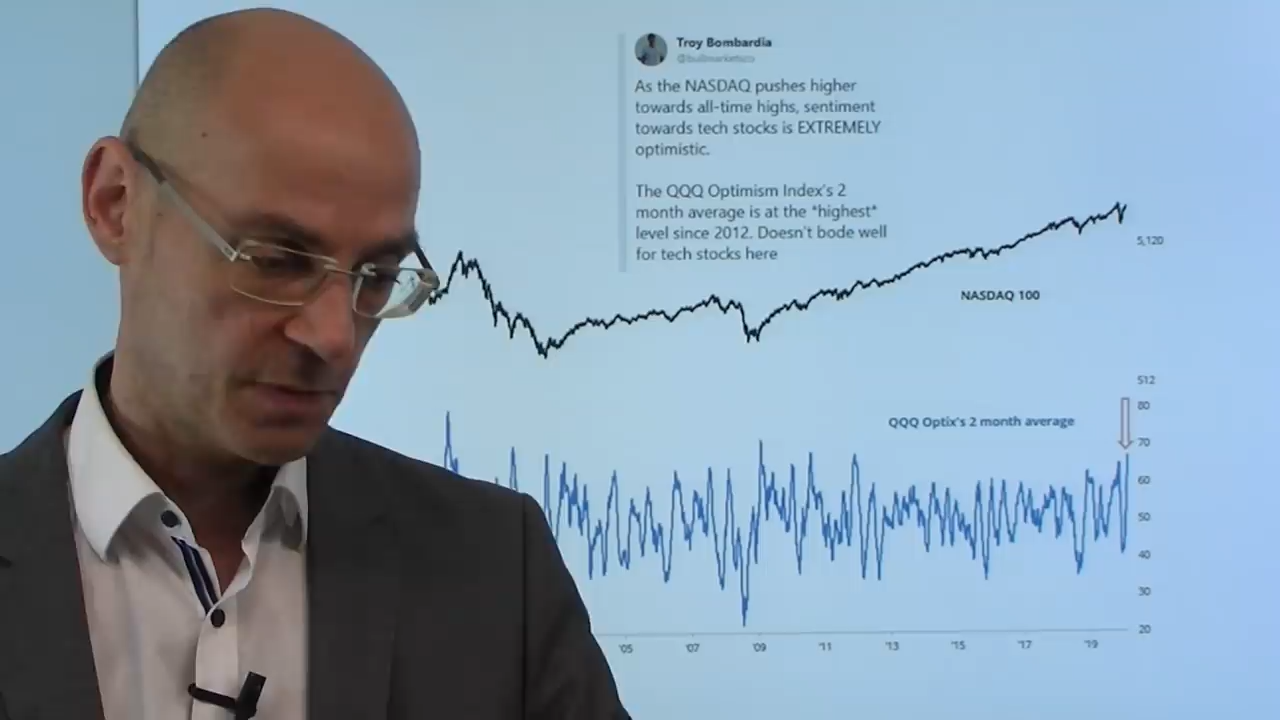 Troy Bombardia
As the NASDAQ pushes higher
towards all-time highs, sentiment
towards tech stocks is EXTREMELY
optimistic.
The QQQ Optimism Index's 2
month average is at the *highest*
level since 2012. Doesn't bode well
for tech stocks here
5,120
NASDAQ 100
512
80
QQQ Optix's 2 month average
70
60
50
40
30
20
'05 '07 '09 '11 '13 '15 '17 '19